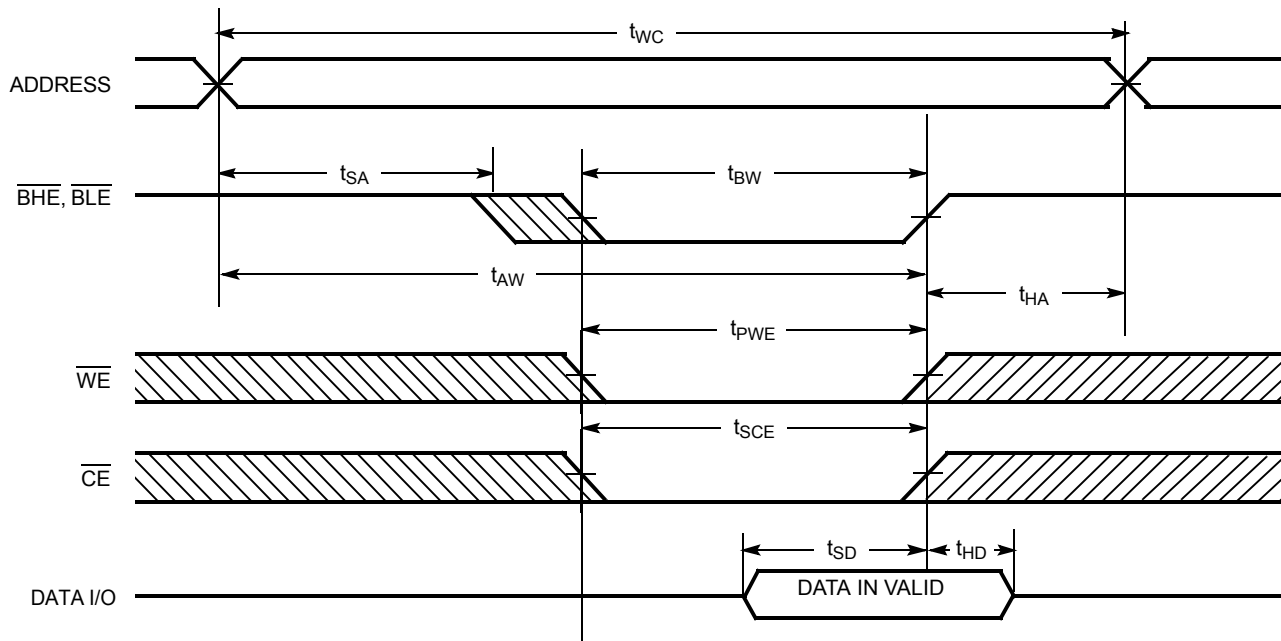 tWC
ADDRESS
tSA
tBW
BHE, BLE
tAW
tHA
tPWE
WE
tSCE
CE
tSD
tHD
DATA I/O
DATA IN VALID